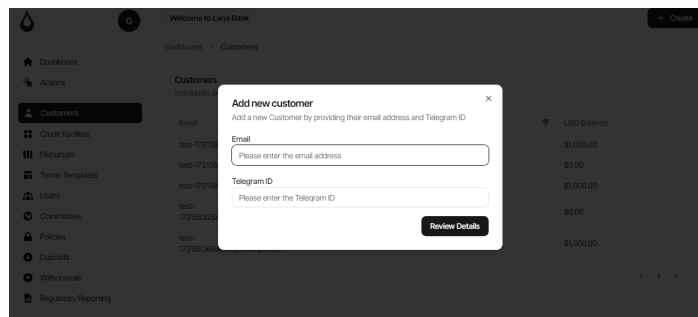 G
Welcome to Lana Bank
+ Create
Dashboard > Customers
Dashboard
Actions
Customers
Credit Facilities
Disbursals
Terms Templates
Users
Committees
Policies
Deposits
Withdrawals
Regulatory Reporting
Customers
Individuals
Email
USD Balance
$1,000.00
$0.00
$1,000.00
test-
$0.00
test-
$1,000.00
< 1 >
Add new customer
Add a new Customer by providing their email address and Telegram ID
Email
Please enter the email address
Telegram ID
Please enter the Telegram ID
Review Details